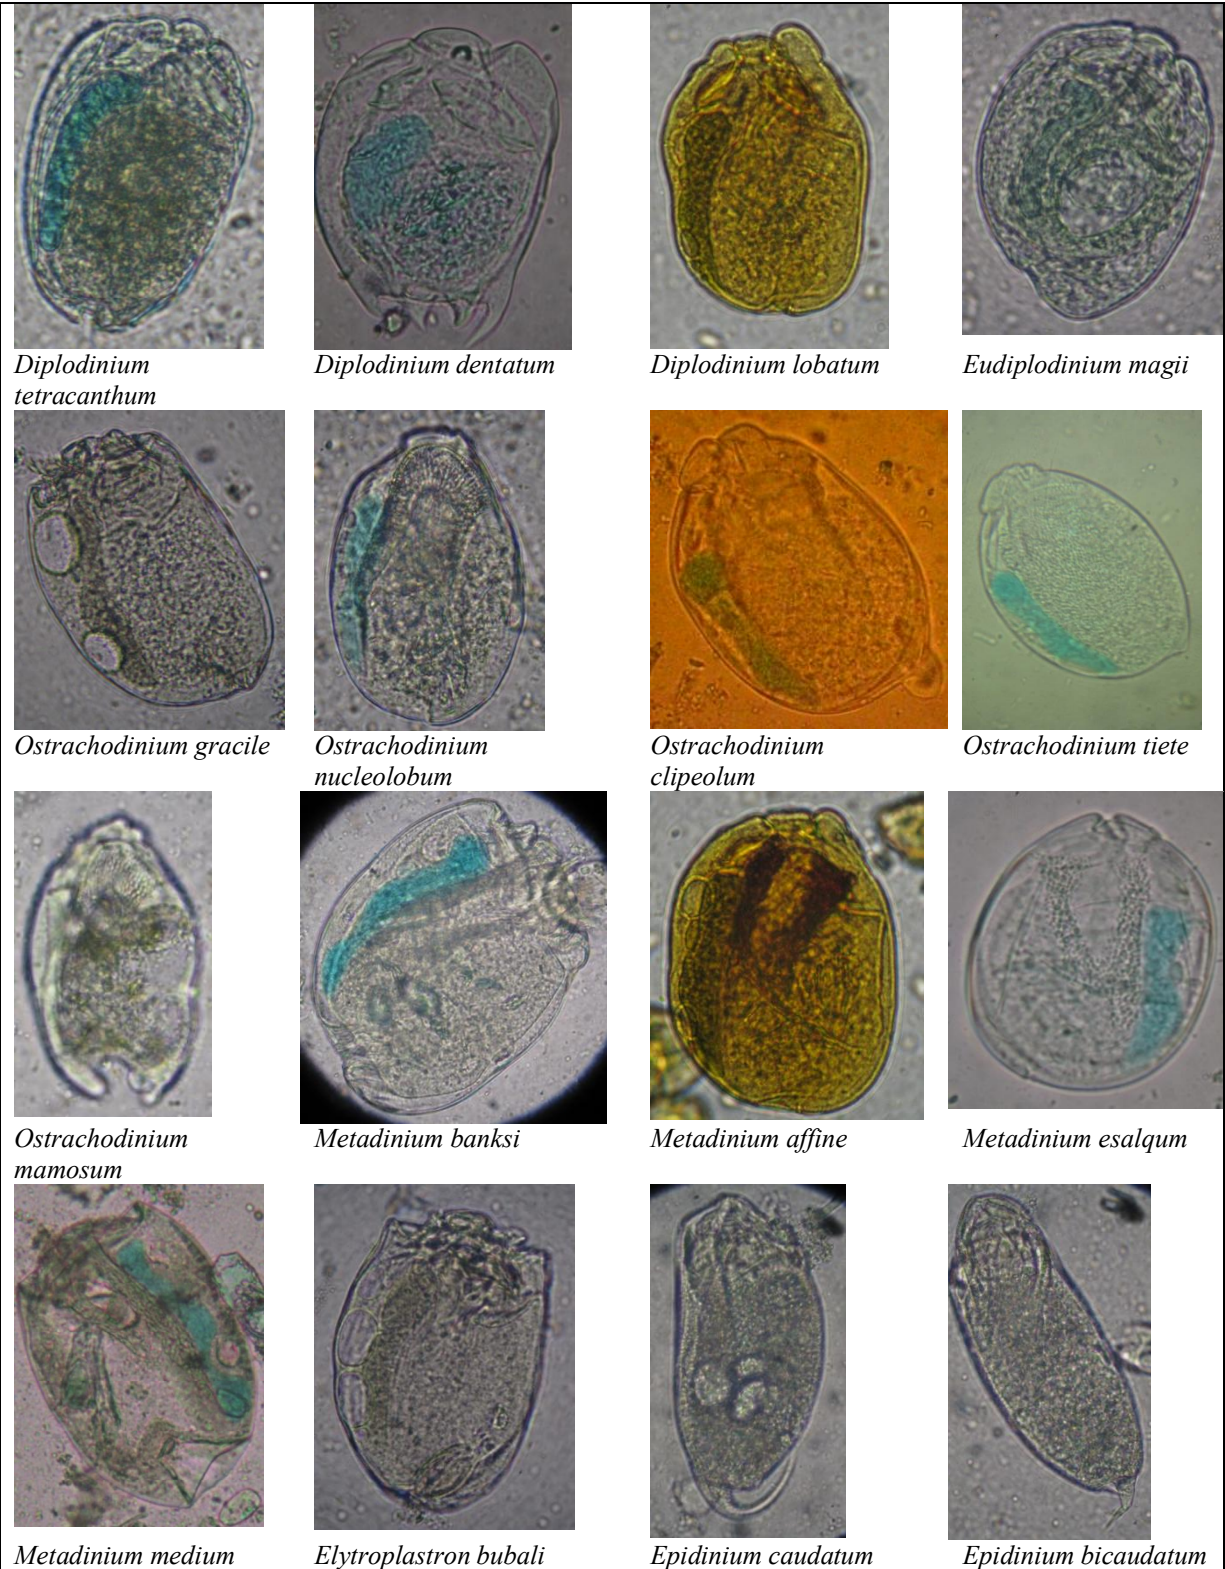 Diplodinium
tetracanthum
Diplodinium dentatum
Diplodinium lobatum
Eudiplodinium magii
Ostrachodinium gracile
Ostrachodinium
nucleolobum
Ostrachodinium
clipeolum
Ostrachodinium tiete
Ostrachodinium
mamosum
Metadinium banksi
Metadinium affine
Metadinium esalqum
Metadinium medium
Elytroplastron bubali
Epidinium caudatum
Epidinium bicaudatum